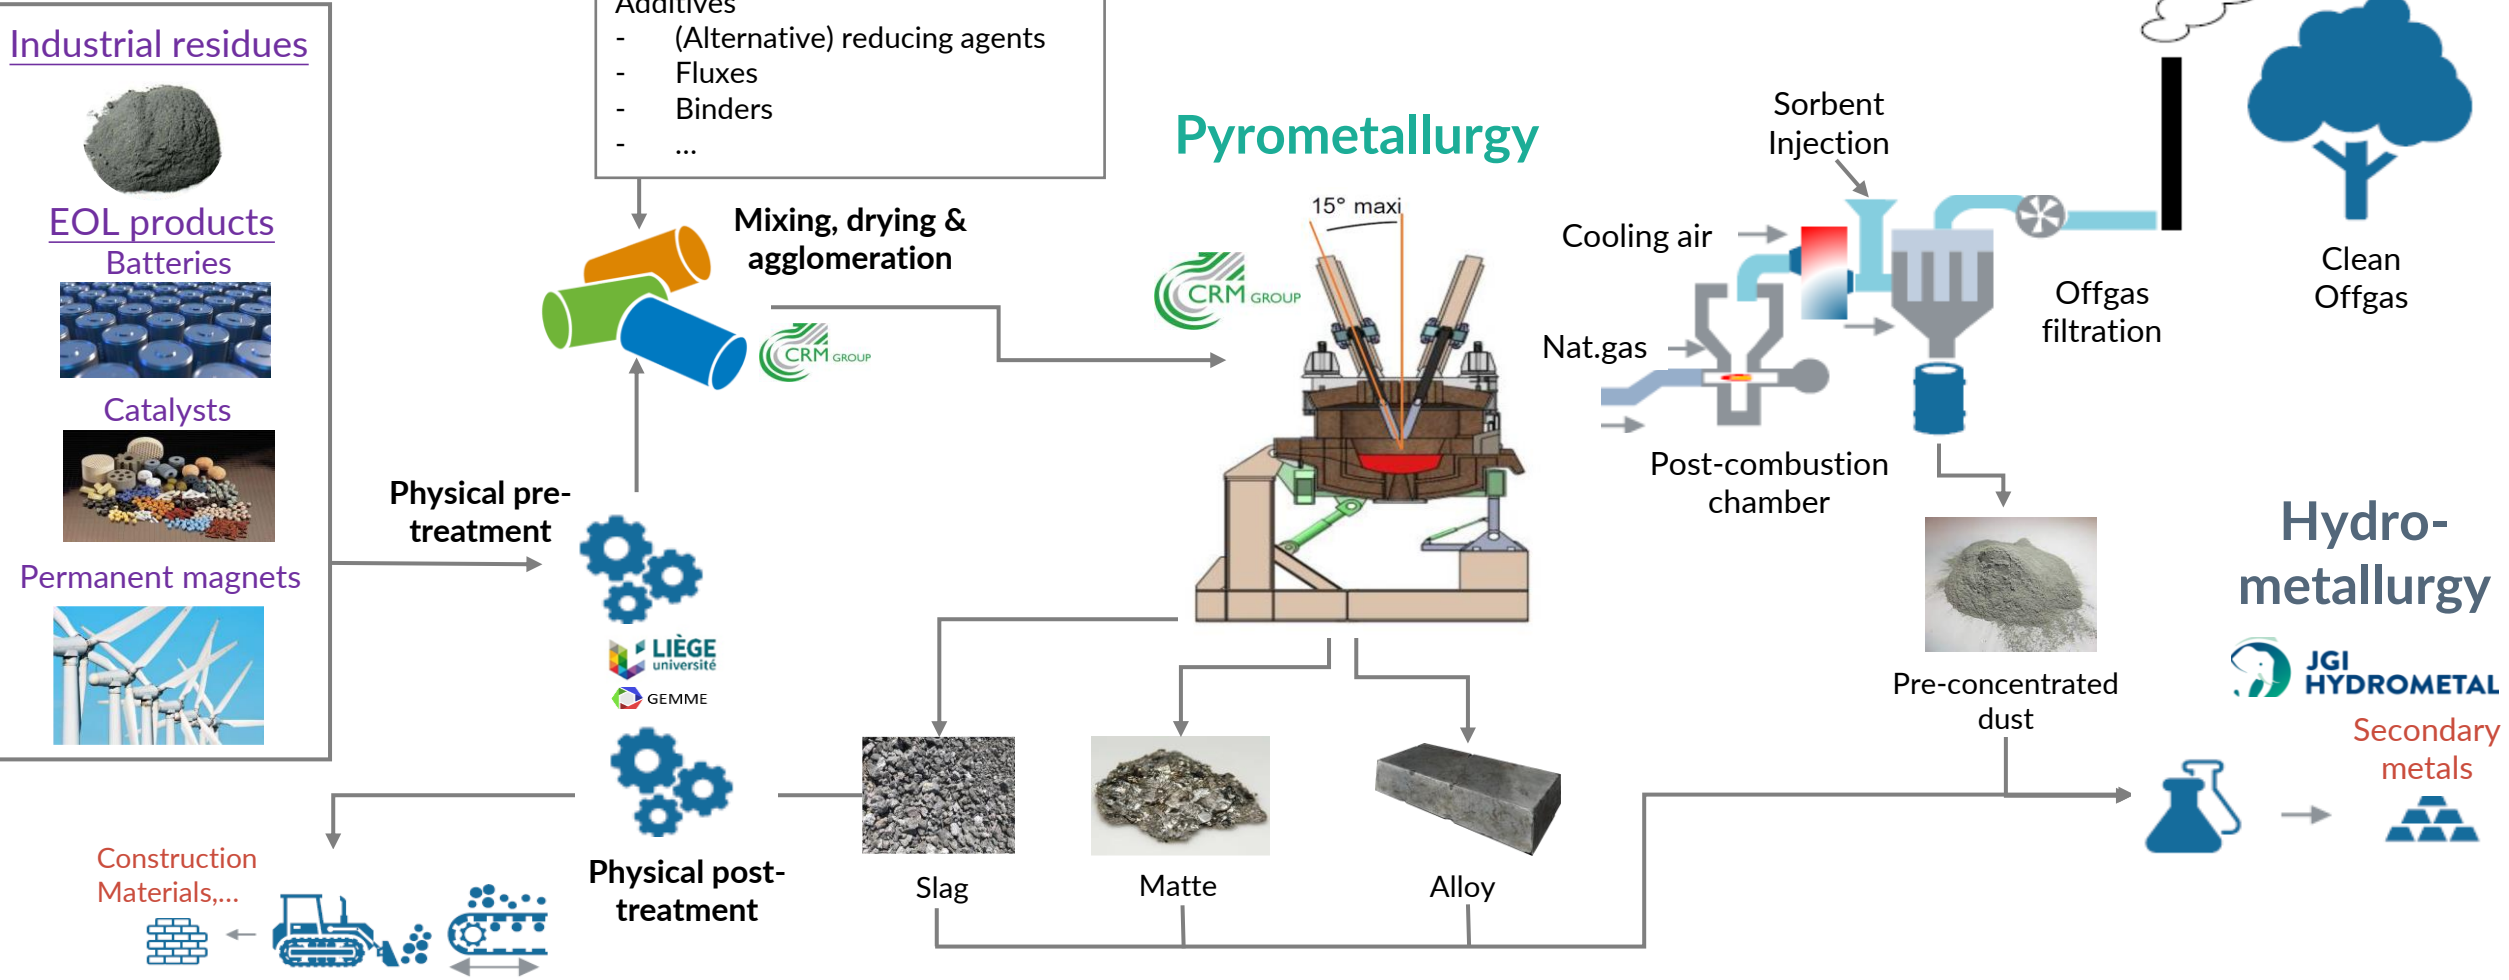 Industrial residues
EOL products
Batteries
Catalysts
Permanent magnets
Additives
- (Alternative) reducing agents
- Fluxes
- Binders
- ...
Mixing, drying &
agglomeration
CRM GROUP
Physical pre-
treatment
LIÈGE
université
GEMME
Physical post-
treatment
Construction
Materials,...
Pyrometallurgy
15° maxi
CRM GROUP
Slag
Matte
Alloy
Sorbent
Injection
Cooling air
Nat.gas
Post-combustion
chamber
Offgas
filtration
Clean
Offgas
Pre-concentrated
dust
Hydro-
metallurgy
JGI
HYDROMETAL
Secondary
metals